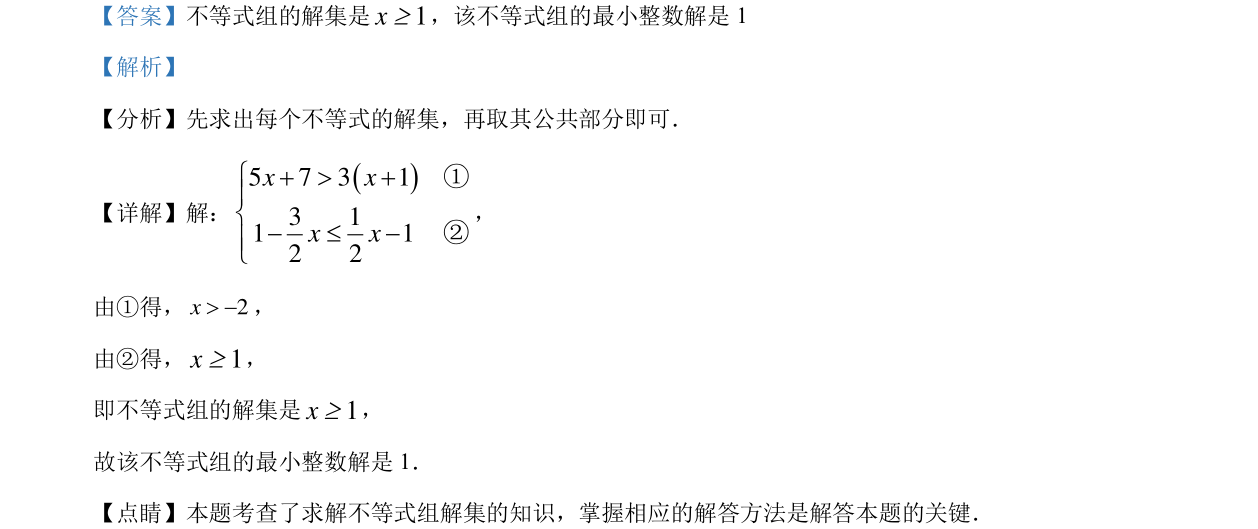 【答案】不等式组的解集是 x ≥ 1，该不等式组的最小整数解是 1
【解析】
【分析】先求出每个不等式的解集，再取其公共部分即可．
【详解】解：{5x+7 > 3(x+1) ① 1−3/2x ≤ 1/2x−1 ②，
由①得， x > −2 ，
由②得， x ≥ 1，
即不等式组的解集是 x ≥ 1，
故该不等式组的最小整数解是 1．
【点睛】本题考查了求解不等式组解集的知识，掌握相应的解答方法是解答本题的关键．